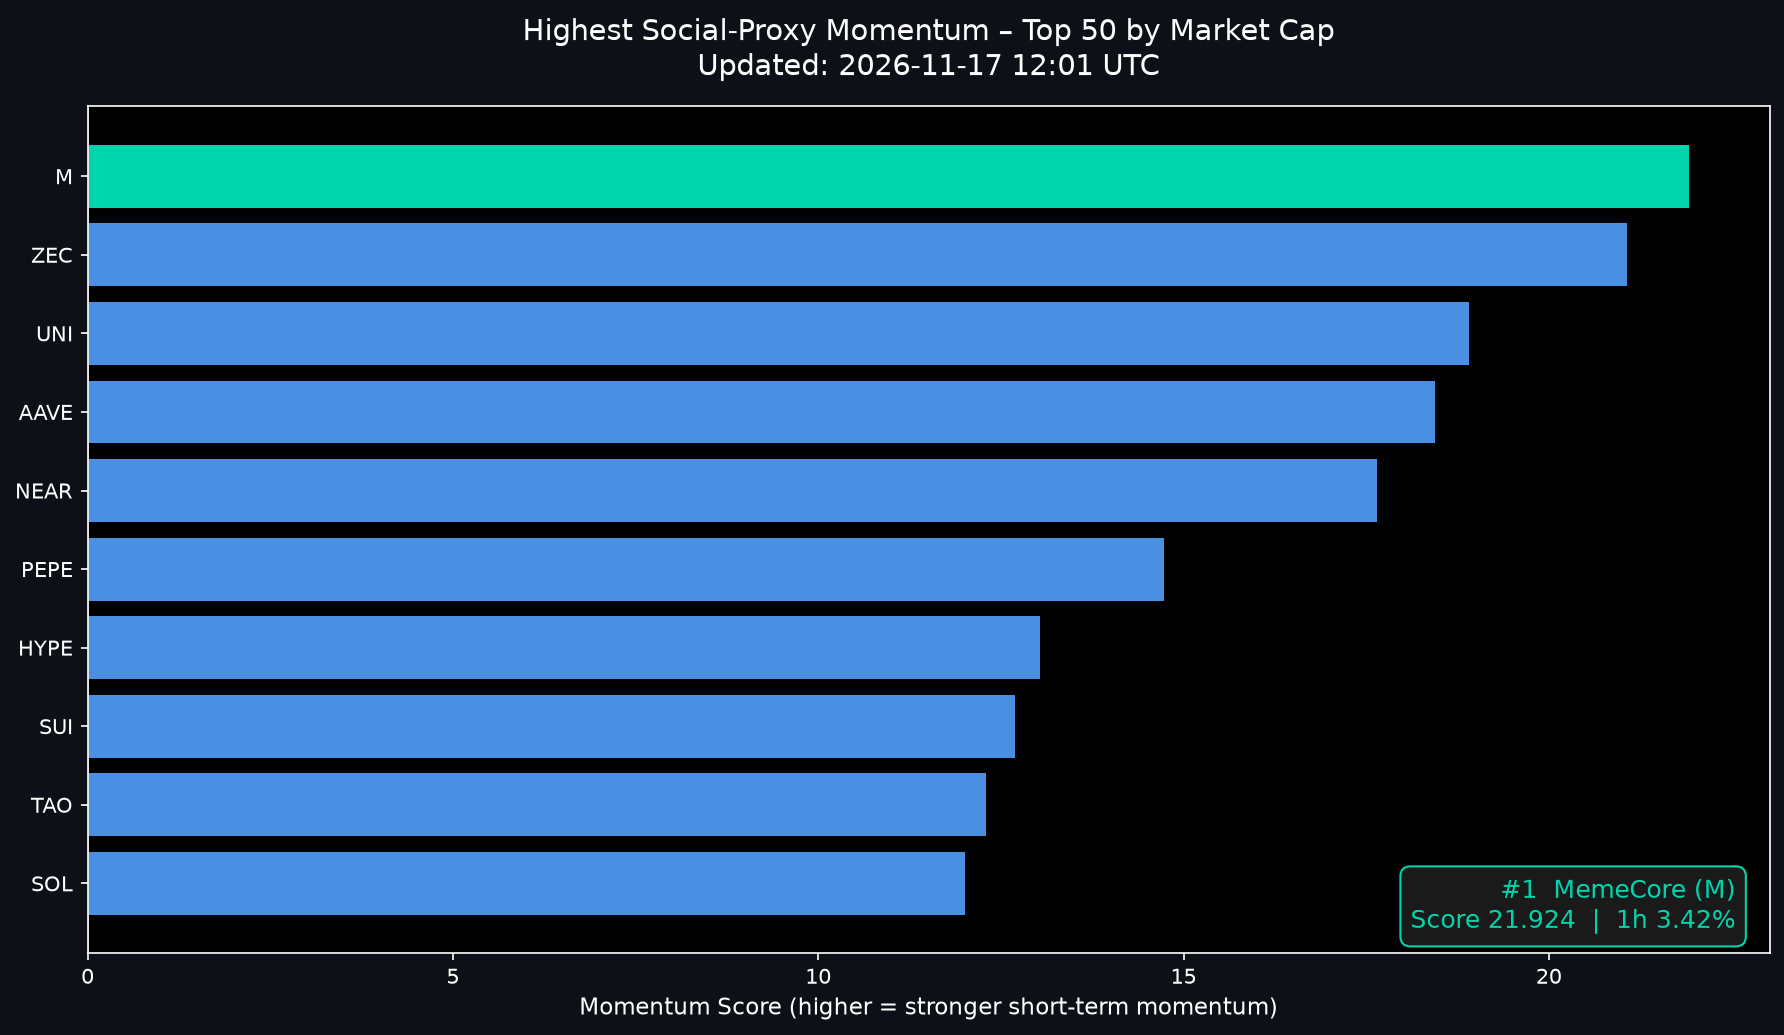 Highest Social-Proxy Momentum – Top 50 by Market Cap
Updated: 2026-11-17 12:01 UTC
M
ZEC
UNI
AAVE
NEAR
PEPE
HYPE
SUI
TAO
SOL
#1  MemeCore (M)
Score 21.924  |  1h 3.42%
0 5 10 15 20
Momentum Score (higher = stronger short-term momentum)